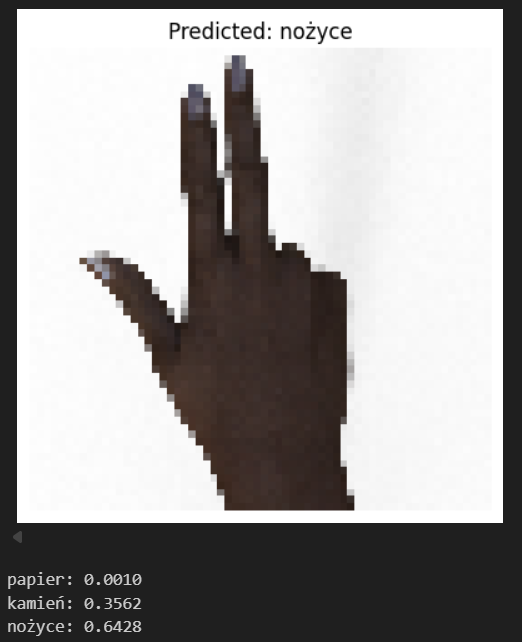 Predicted: nożyce
papier: 0.0010
kamień: 0.3562
nożyce: 0.6428